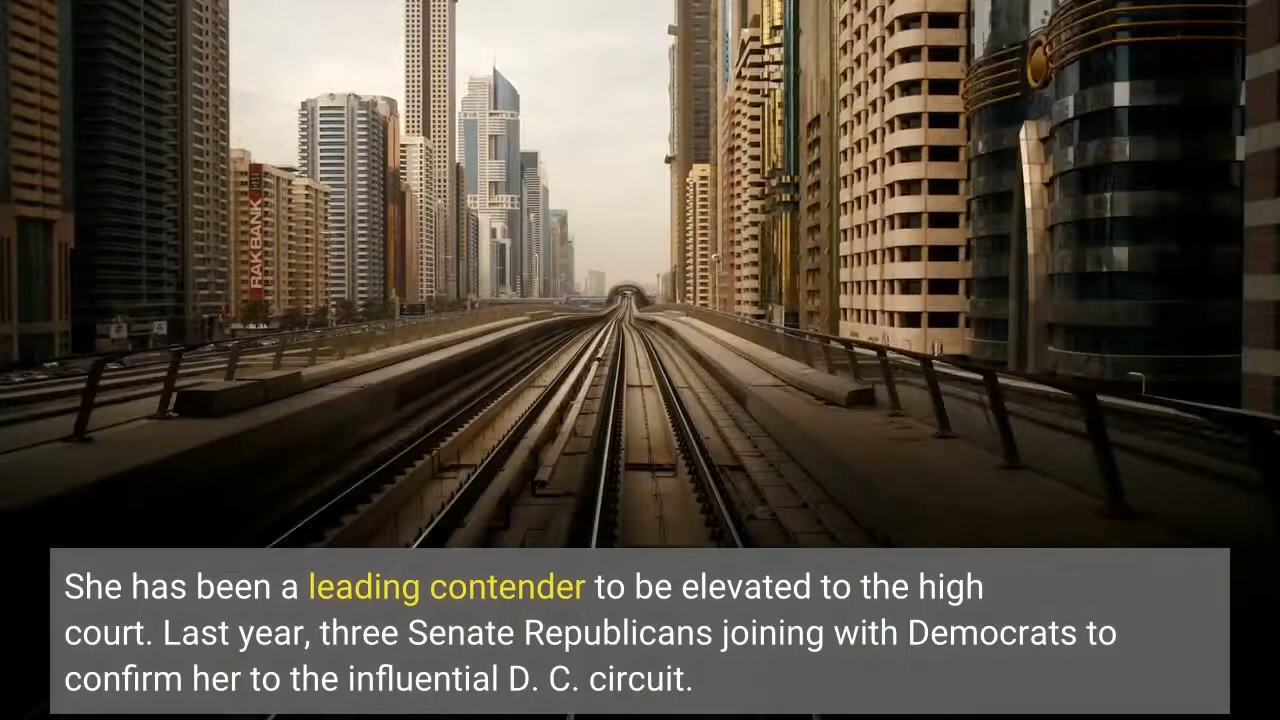 RAKBANK
She has been a leading contender to be elevated to the high
court. Last year, three Senate Republicans joining with Democrats to
confirm her to the influential D. C. circuit.